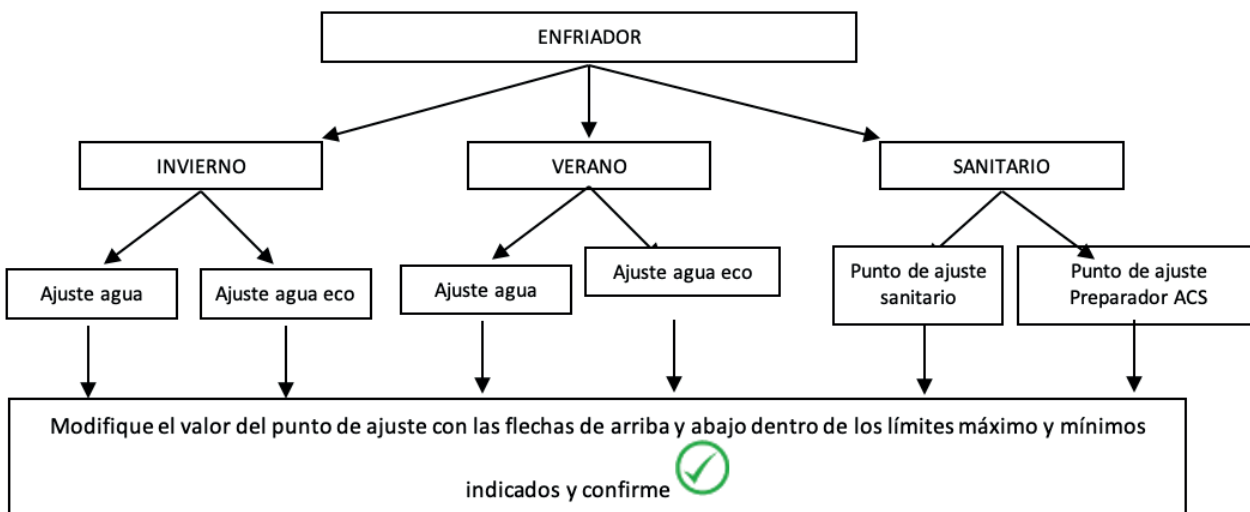 ENFRIADOR
INVIERNO
VERANO
SANITARIO
Ajuste agua
Ajuste agua eco
Ajuste agua
Ajuste agua eco
Punto de ajuste
sanitario
Punto de ajuste
Preparador ACS
Modifique el valor del punto de ajuste con las flechas de arriba y abajo dentro de los límites máximo y mínimos
indicados y confirme